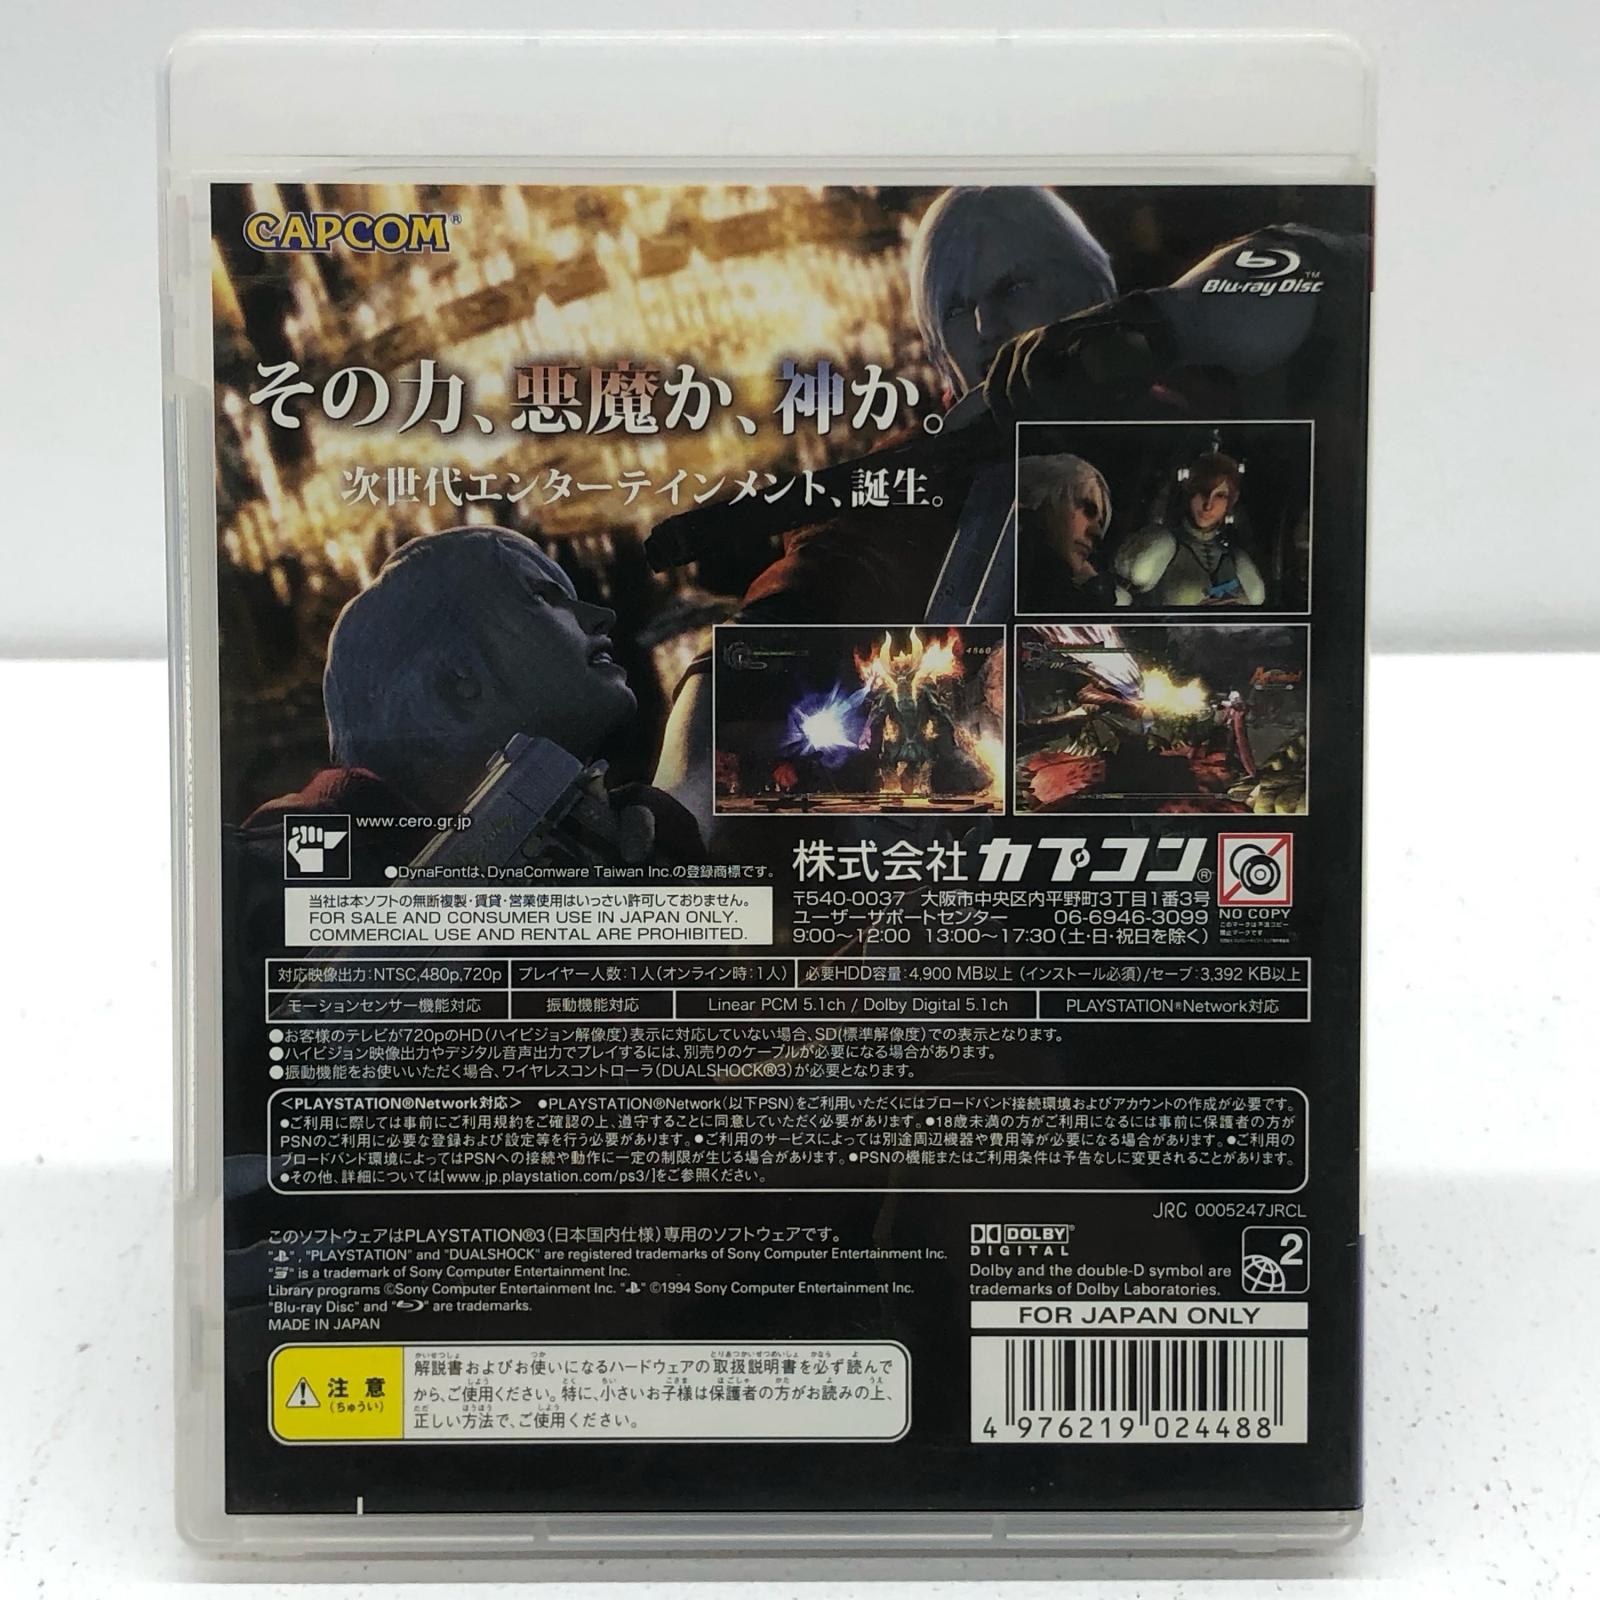 CAPCOM®
Blu-ray Disc™
その力、悪魔か、神か。
次世代エンターテインメント、誕生。
4860
www.cero.gr.jp
●DynaFontは、DynaComware Taiwan Inc.の登録商標です。
当社は本ソフトの無断複製・賃貸・営業使用はいっさい許可しておりません。
FOR SALE AND CONSUMER USE IN JAPAN ONLY.
COMMERCIAL USE AND RENTAL ARE PROHIBITED.
株式会社カプコン®
〒540-0037 大阪市中央区内平野町3丁目1番3号
ユーザーサポートセンター 06-6946-3099
9:00〜12:00 13:00〜17:30(土・日・祝日を除く)
NO COPY
対応映像出力:NTSC,480p,720p プレイヤー人数:1人(オンライン時:1人) 必要HDD容量:4,900 MB以上 (インストール必須)/セーブ:3,392 KB以上
モーションセンサー機能対応 振動機能対応 Linear PCM 5.1ch / Dolby Digital 5.1ch PLAYSTATION®Network対応
●お客様のテレビが720pのHD(ハイビジョン解像度)表示に対応していない場合、SD(標準解像度)での表示となります。
●ハイビジョン映像出力やデジタル音声出力でプレイするには、別売りのケーブルが必要になる場合があります。
●振動機能をお使いいただく場合、ワイヤレスコントローラ(DUALSHOCK®3)が必要となります。
<PLAYSTATION®Network対応> ●PLAYSTATION®Network(以下PSN)をご利用いただくにはブロードバンド接続環境およびアカウントの作成が必要です。
●ご利用に際しては事前にご利用規約をご確認の上、遵守することに同意していただく必要があります。●18歳未満の方がご利用になるには事前に保護者の方が
PSNのご利用に必要な登録および設定等を行う必要があります。●ご利用のサービスによっては別途周辺機器や費用等が必要になる場合があります。●ご利用の
ブロードバンド環境によってはPSNへの接続や動作に一定の制限が生じる場合があります。●PSNの機能またはご利用条件は予告なしに変更されることがあります。
●その他、詳細については[www.jp.playstation.com/ps3/]をご参照ください。
JRC 0005247JRCL
このソフトウェアはPLAYSTATION®3(日本国内仕様)専用のソフトウェアです。
" ", "PLAYSTATION" and "DUALSHOCK" are registered trademarks of Sony Computer Entertainment Inc.
" " is a trademark of Sony Computer Entertainment Inc.
Library programs ©Sony Computer Entertainment Inc. " " ©1994 Sony Computer Entertainment Inc.
"Blu-ray Disc" and " " are trademarks.
MADE IN JAPAN
DOLBY®
DIGITAL
Dolby and the double-D symbol are
trademarks of Dolby Laboratories.
2
FOR JAPAN ONLY
注意
(ちゅうい)
解説書およびお使いになるハードウェアの取扱説明書を必ず読んで
から、ご使用ください。特に、小さいお子様は保護者の方がお読みの上、
正しい方法で、ご使用ください。
4 976219 024488